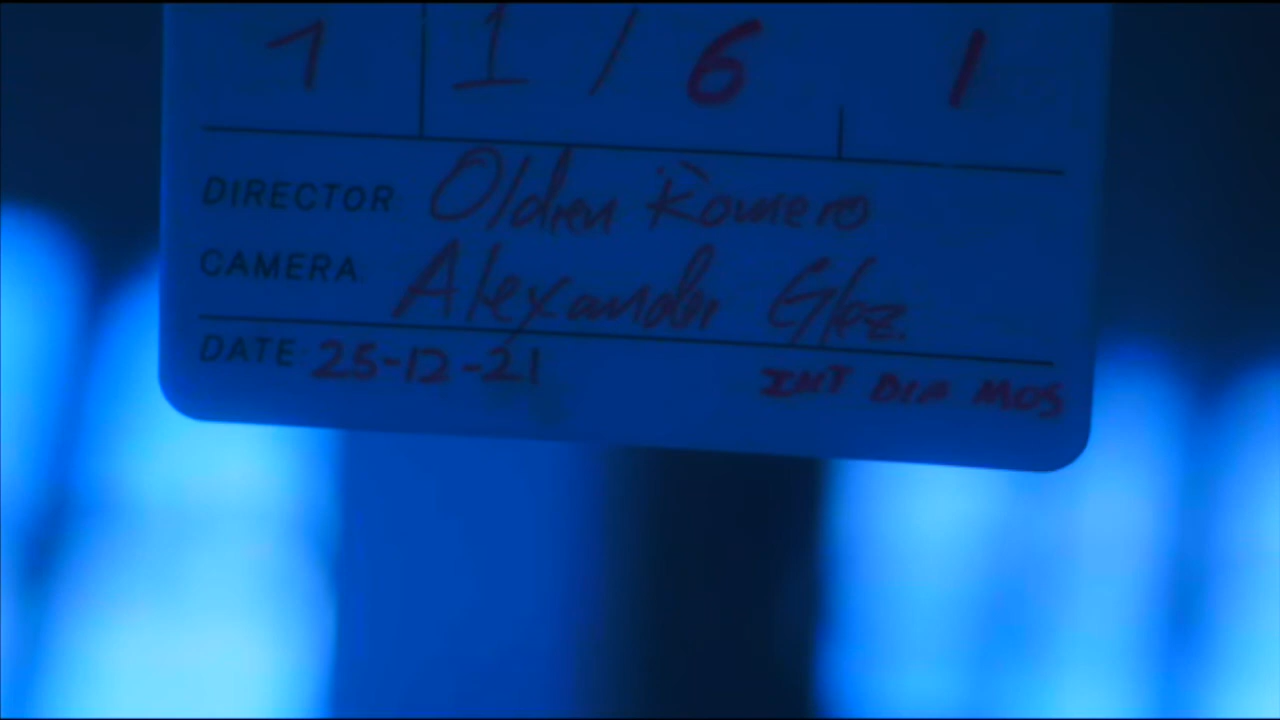 1 1 / 6 1
DIRECTOR Oldren Romero
CAMERA Alexander Glez.
DATE: 25-12-21 INT DIA MOS